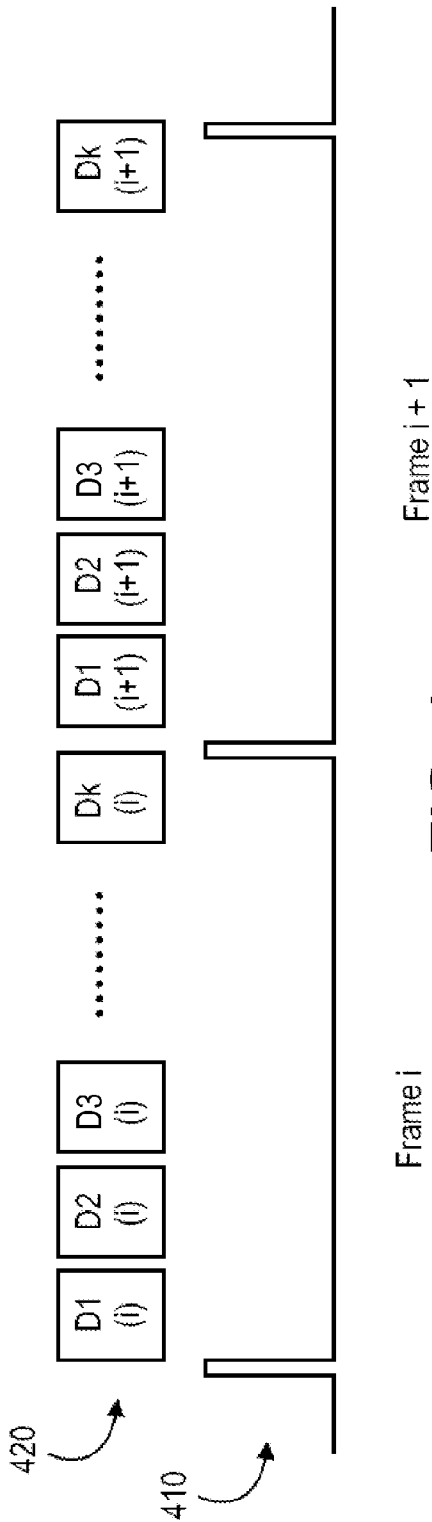 420
D1
(i)
D2
(i)
D3
(i)
Dk
(i)
D1
(i+1)
D2
(i+1)
D3
(i+1)
Dk
(i+1)
410
Frame i
Frame i + 1